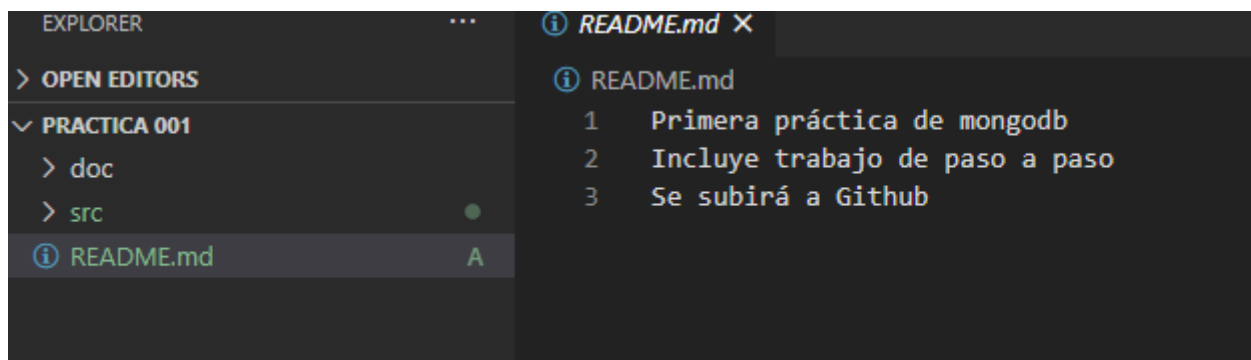 EXPLORER
OPEN EDITORS
PRACTICA 001
doc
src
README.md A
README.md
README.md
1 Primera práctica de mongodb
2 Incluye trabajo de paso a paso
3 Se subirá a Github